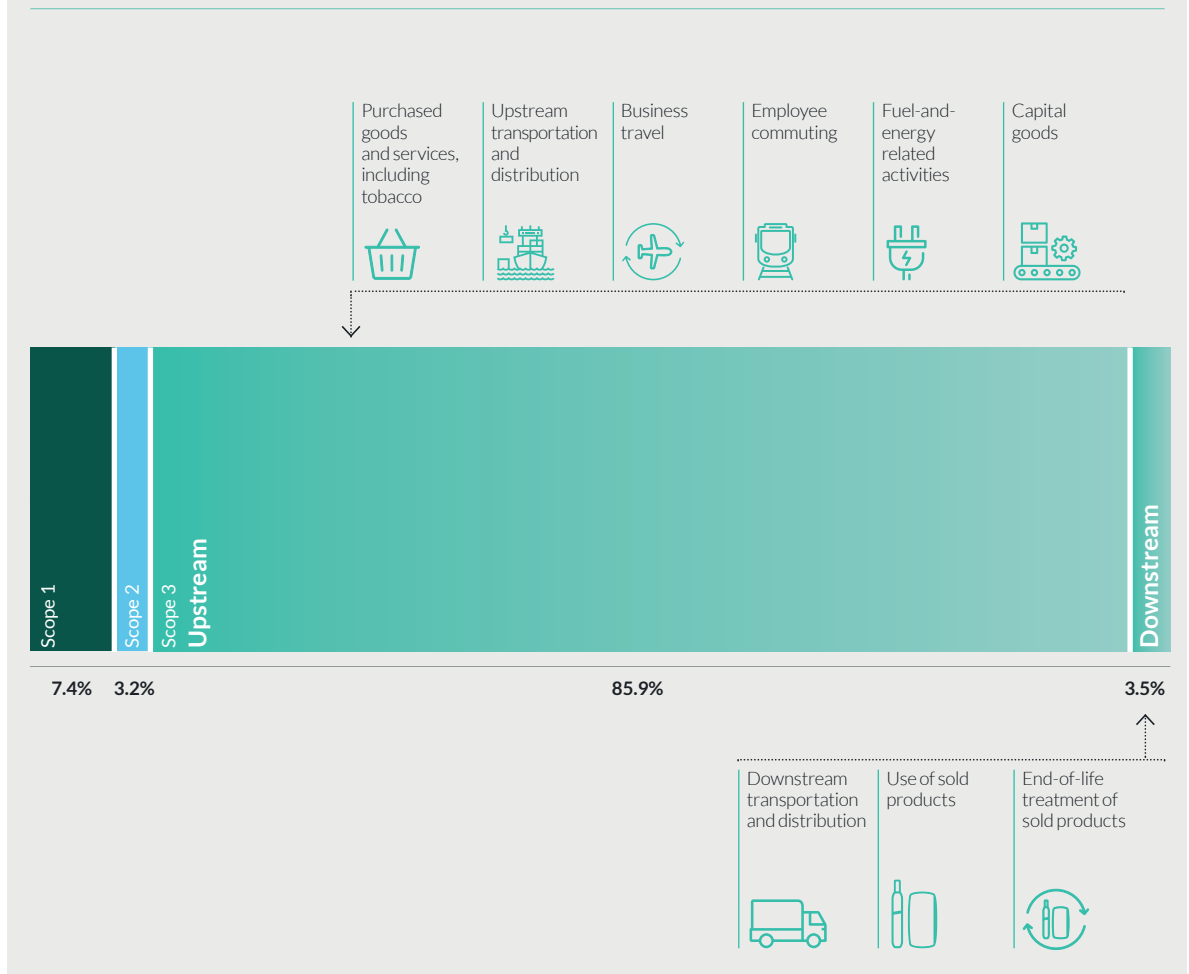 Purchased
goods
and services,
including
tobacco
Upstream
transportation
and
distribution
Business
travel
Employee
commuting
Fuel-and-
energy
related
activities
Capital
goods
Scope 1
Scope 2
Scope 3
Upstream
Downstream
7.4%
3.2%
85.9%
3.5%
Downstream
transportation
and distribution
Use of sold
products
End-of-life
treatment of
sold products